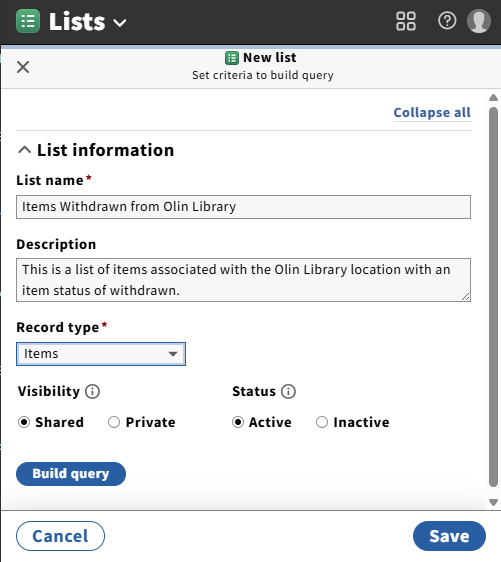 Lists
New list
Set criteria to build query
Collapse all
List information
List name*
Items Withdrawn from Olin Library
Description
This is a list of items associated with the Olin Library location with an
item status of withdrawn.
Record type*
Items
Visibility Status
Shared Private Active Inactive
Build query
Cancel Save